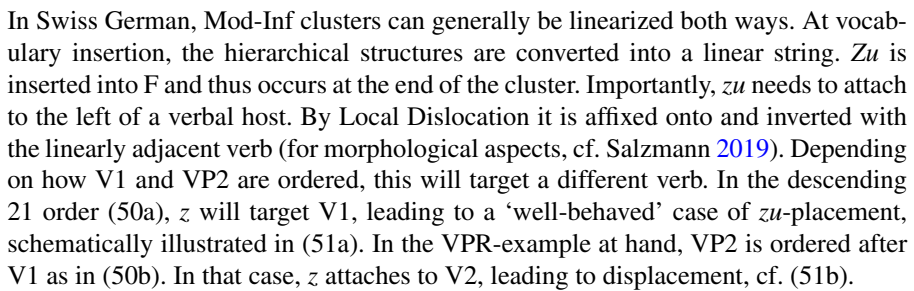 In Swiss German, Mod-Inf clusters can generally be linearized both ways. At vocab-
ulary insertion, the hierarchical structures are converted into a linear string. Zu is
inserted into F and thus occurs at the end of the cluster. Importantly, zu needs to attach
to the left of a verbal host. By Local Dislocation it is affixed onto and inverted with
the linearly adjacent verb (for morphological aspects, cf. Salzmann 2019). Depending
on how V1 and VP2 are ordered, this will target a different verb. In the descending
21 order (50a), z will target V1, leading to a ‘well-behaved’ case of zu-placement,
schematically illustrated in (51a). In the VPR-example at hand, VP2 is ordered after
V1 as in (50b). In that case, z attaches to V2, leading to displacement, cf. (51b).